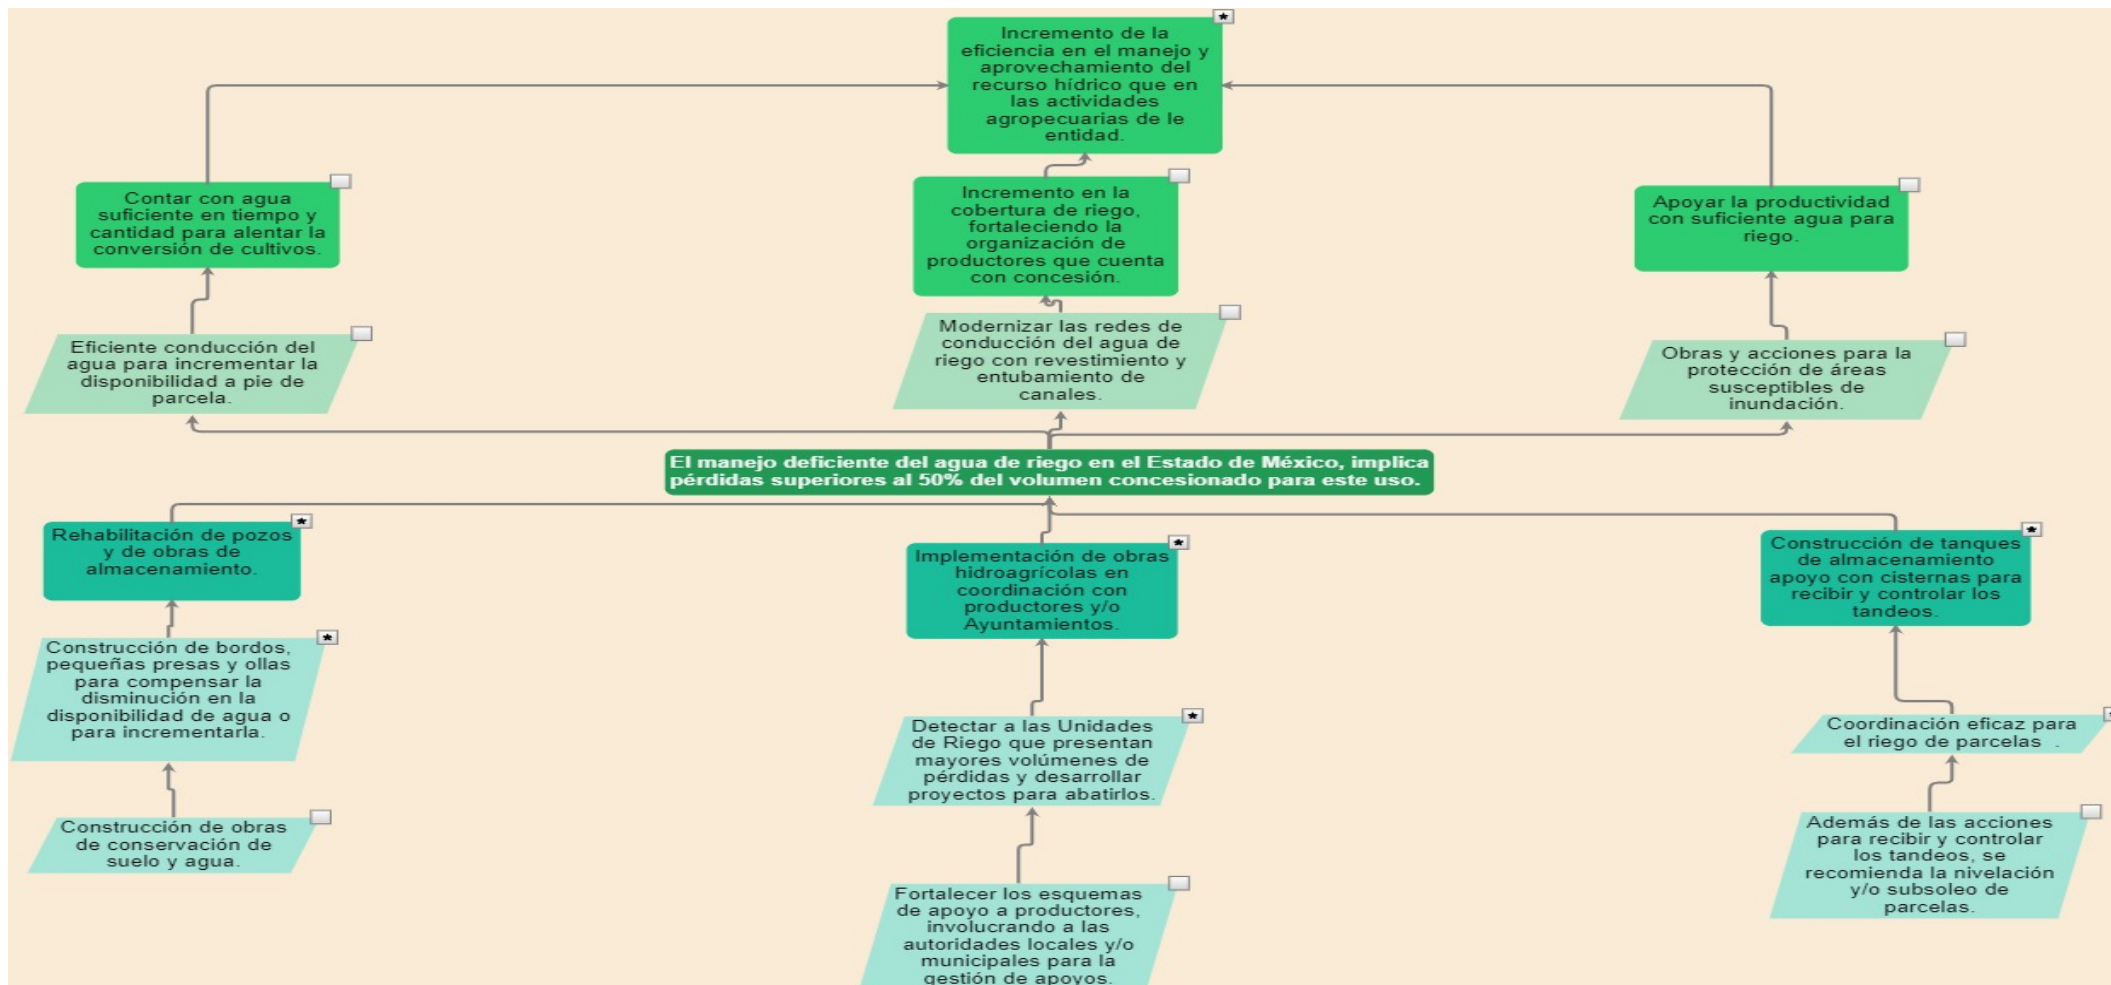 Incremento de la
eficiencia en el manejo y
aprovechamiento del
recurso hídrico que en
las actividades
agropecuarias de le
entidad.
Contar con agua
suficiente en tiempo y
cantidad para alentar la
conversión de cultivos.
Incremento en la
cobertura de riego,
fortaleciendo la
organización de
productores que cuenta
con concesión.
Apoyar la productividad
con suficiente agua para
riego.
Eficiente conducción del
agua para incrementar la
disponibilidad a pie de
parcela.
Modernizar las redes de
conducción del agua de
riego con revestimiento y
entubamiento de
canales.
Obras y acciones para la
protección de áreas
susceptibles de
inundación.
El manejo deficiente del agua de riego en el Estado de México, implica
pérdidas superiores al 50% del volumen concesionado para este uso.
Rehabilitación de pozos
y de obras de
almacenamiento.
Implementación de obras
hidroagrícolas en
coordinación con
productores y/o
Ayuntamientos.
Construcción de tanques
de almacenamiento
apoyo con cisternas para
recibir y controlar los
tandeos.
Construcción de bordos,
pequeñas presas y ollas
para compensar la
disminución en la
disponibilidad de agua o
para incrementarla.
Detectar a las Unidades
de Riego que presentan
mayores volúmenes de
pérdidas y desarrollar
proyectos para abatirlos.
Coordinación eficaz para
el riego de parcelas .
Construcción de obras
de conservación de
suelo y agua.
Fortalecer los esquemas
de apoyo a productores,
involucrando a las
autoridades locales y/o
municipales para la
gestión de apoyos.
Además de las acciones
para recibir y controlar
los tandeos, se
recomienda la nivelación
y/o subsoleo de
parcelas.